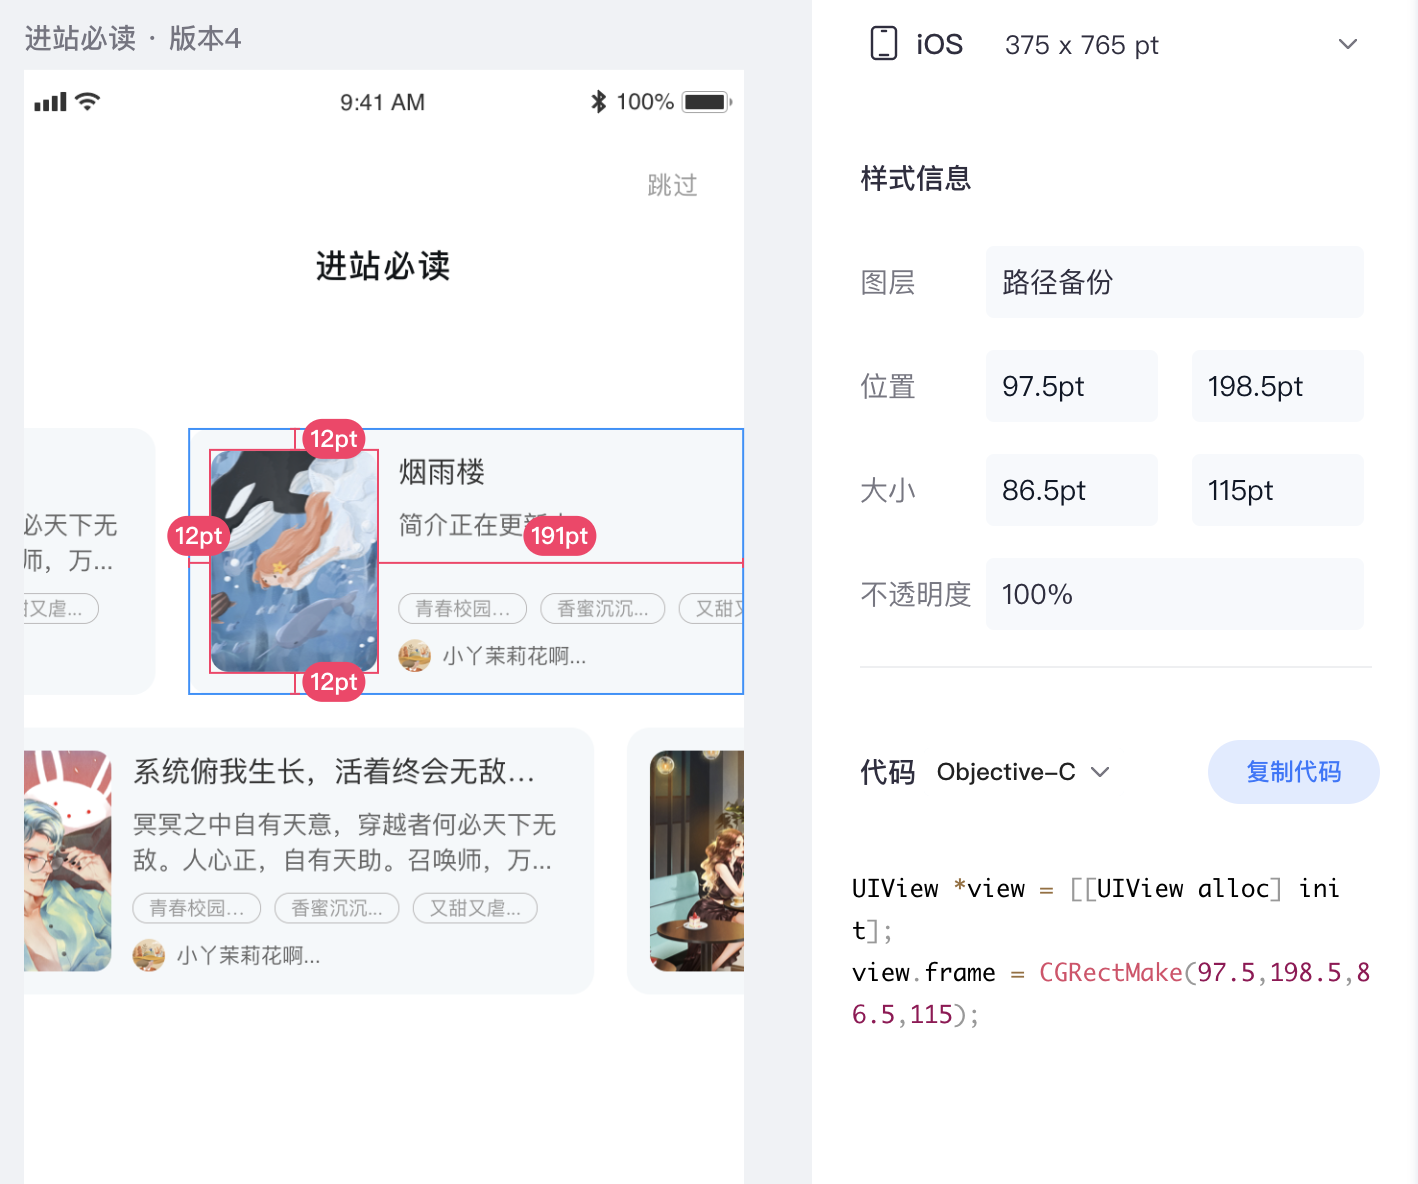 进站必读 · 版本4
9:41 AM
100%
跳过
进站必读
12pt
烟雨楼
必天下无
12pt
简介正在更
191pt
师，万...
又虐...
青春校园...
香蜜沉沉...
又甜
小丫茉莉花啊...
12pt
系统俯我生长，活着终会无敌...
冥冥之中自有天意，穿越者何必天下无
敌。人心正，自有天助。召唤师，万...
青春校园...
香蜜沉沉...
又甜又虐...
小丫茉莉花啊...
iOS
375 x 765 pt
样式信息
图层
路径备份
位置
97.5pt
198.5pt
大小
86.5pt
115pt
不透明度
100%
代码
Objective-C
复制代码
UIView *view = [[UIView alloc] ini
t];
view.frame = CGRectMake(97.5,198.5,8
6.5,115);